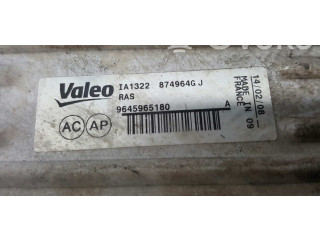 Valeo
IA1322 874964G J
RAS
9645965180 A
AC AP
14/02/08
MADE IN 09
FRANCE